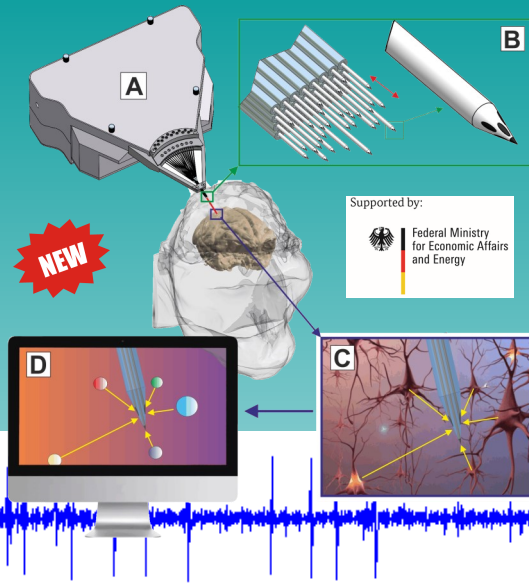 A
B
Supported by:
Federal Ministry
for Economic Affairs
and Energy
NEW
D
C